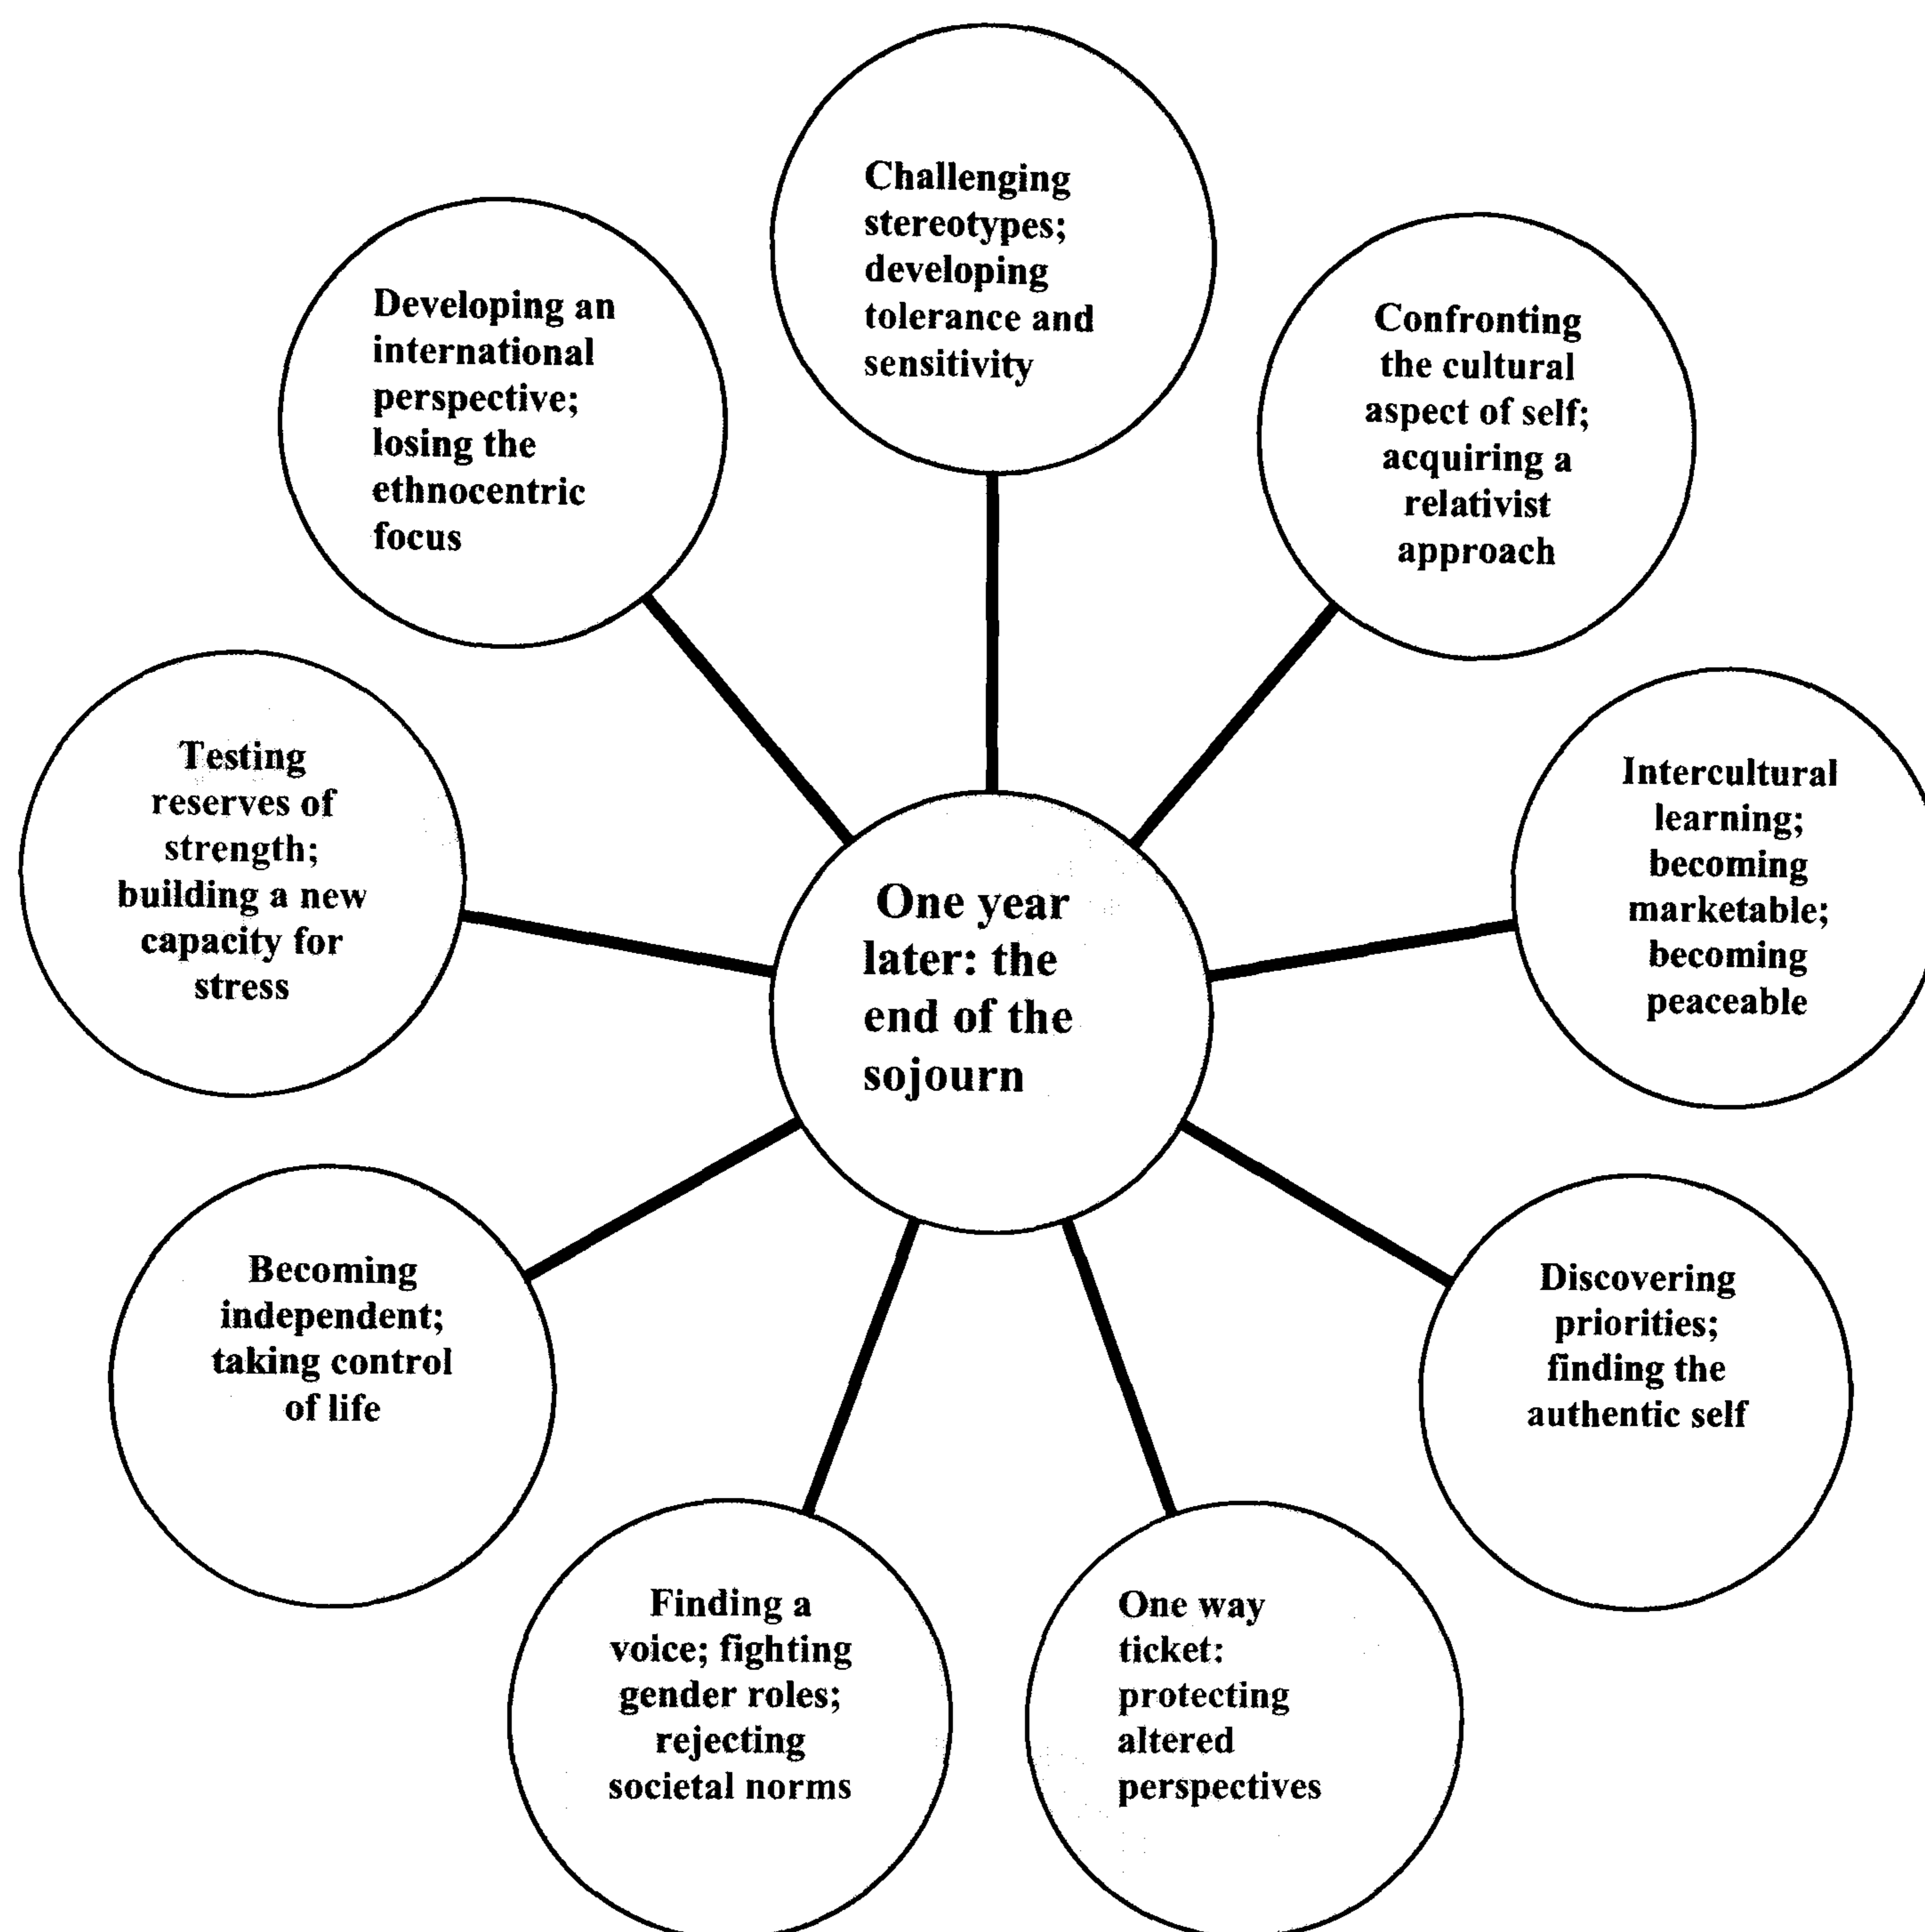 Challenging
stereotypes;
developing
tolerance and
sensitivity
Developing an
international
perspective;
losing the
ethnocentric
focus
Confronting
the cultural
aspect of self;
acquiring a
relativist
approach
Testing
reserves of
strength;
building a new
capacity for
stress
Intercultural
learning;
becoming
marketable;
becoming
peaceable
One year
later: the
end of the
sojourn
Becoming
independent;
taking control
of life
Discovering
priorities;
finding the
authentic self
Finding a
voice; fighting
gender roles;
rejecting
societal norms
One way
ticket:
protecting
altered
perspectives